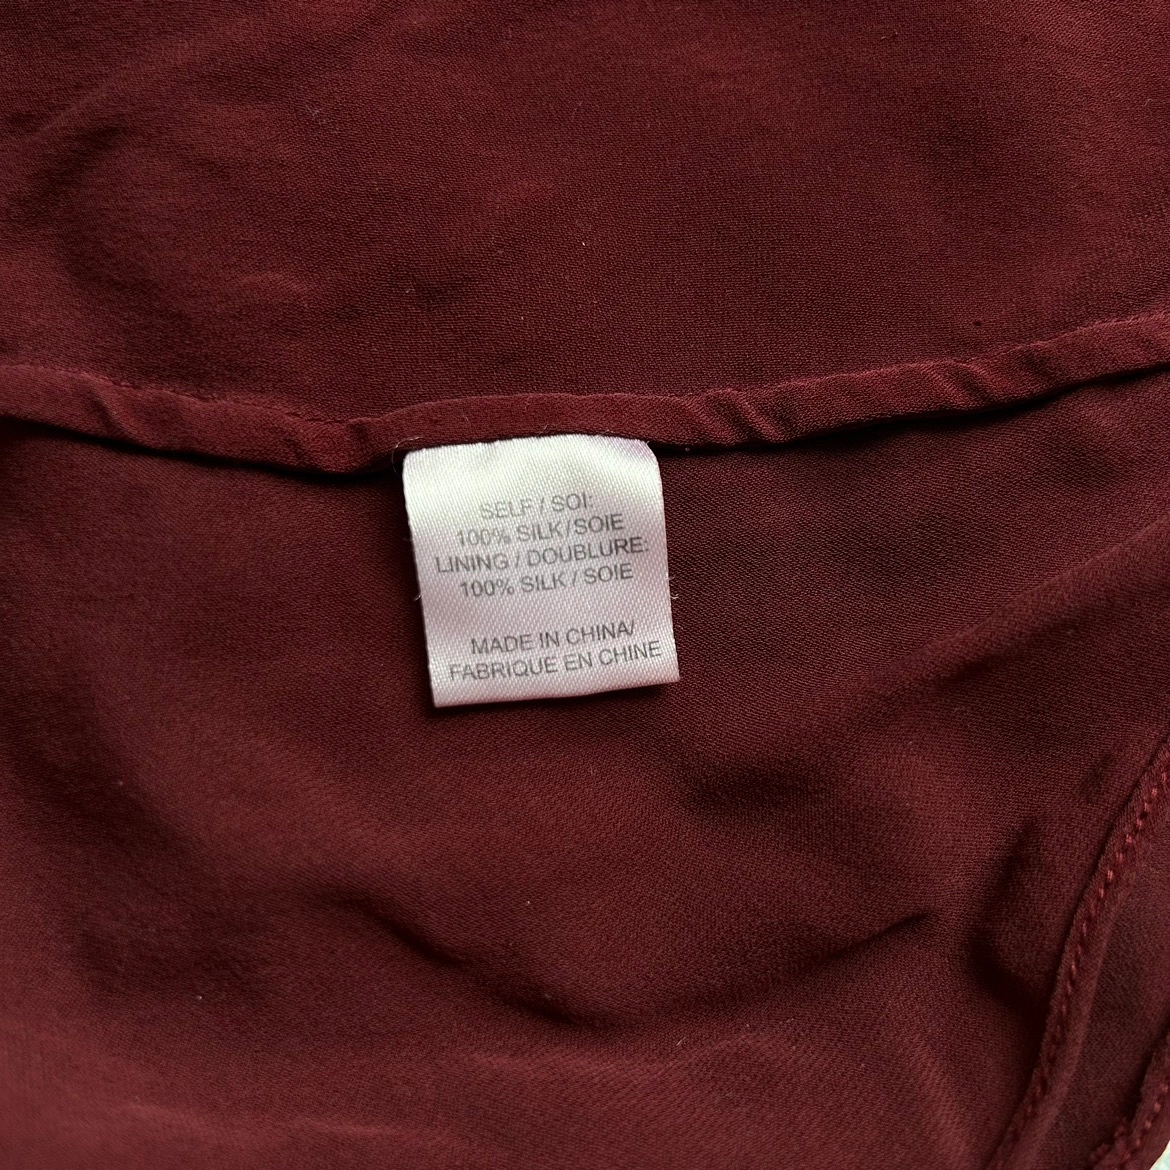 SELF / SOI:
100% SILK/SOIE
LINING / DOUBLURE:
100% SILK / SOIE
MADE IN CHINA/
FABRIQUE EN CHINE